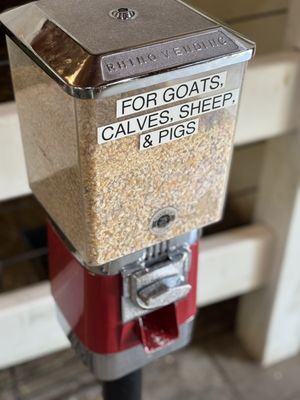 RHINO VENDING
FOR GOATS,
CALVES, SHEEP,
& PIGS